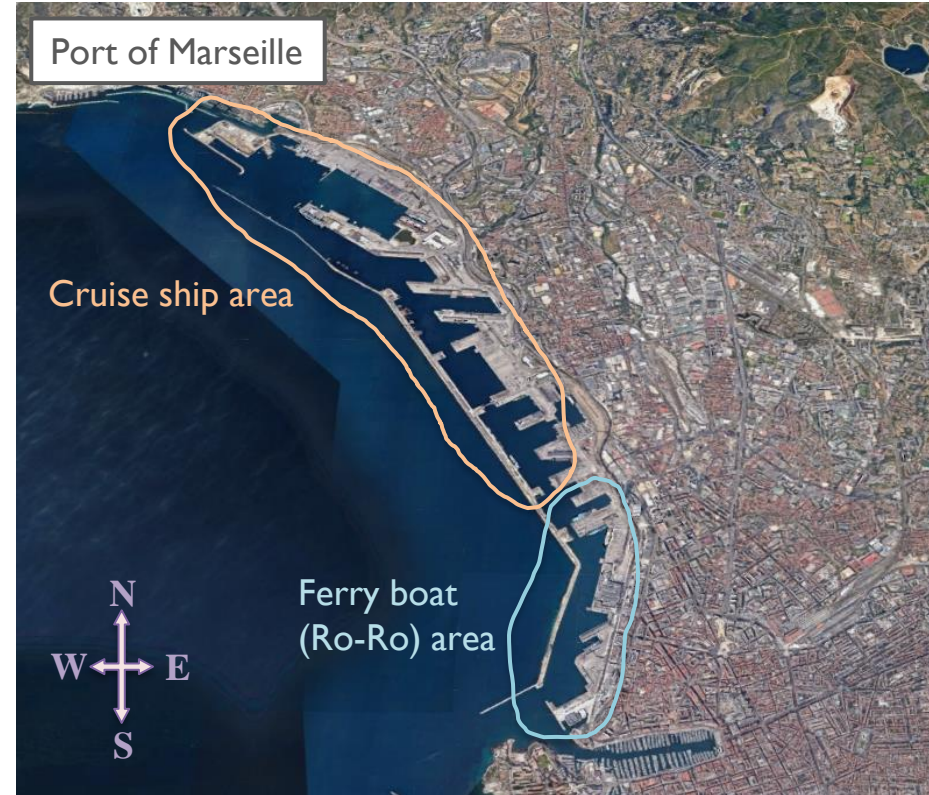 Port of Marseille
Cruise ship area
Ferry boat
(Ro-Ro) area
N
W E
S